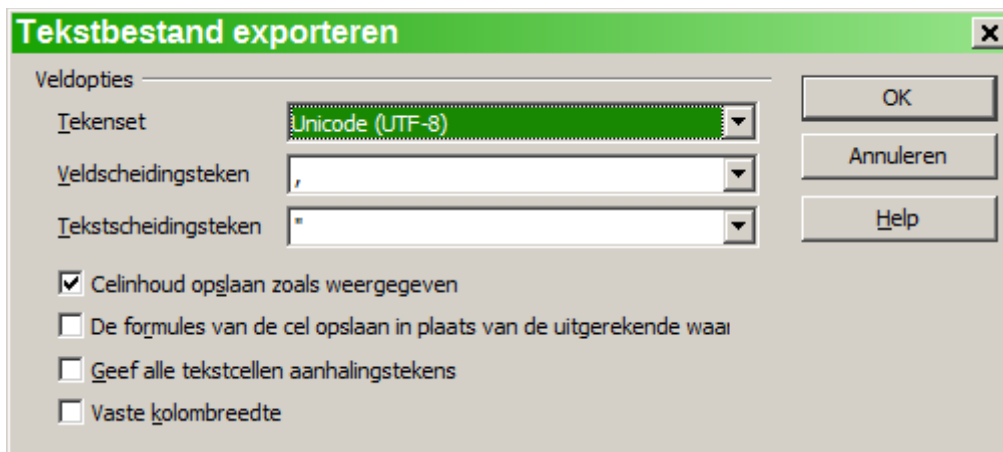 Tekstbestand exporteren
Veldopties
OK
Tekenset
Unicode (UTF-8)
Veldscheidingsteken
,
Annuleren
Tekstscheidingsteken
"
Help
Celinhoud opslaan zoals weergegeven
De formules van de cel opslaan in plaats van de uitgerekende waar
Geef alle tekstcellen aanhalingstekens
Vaste kolombreedte